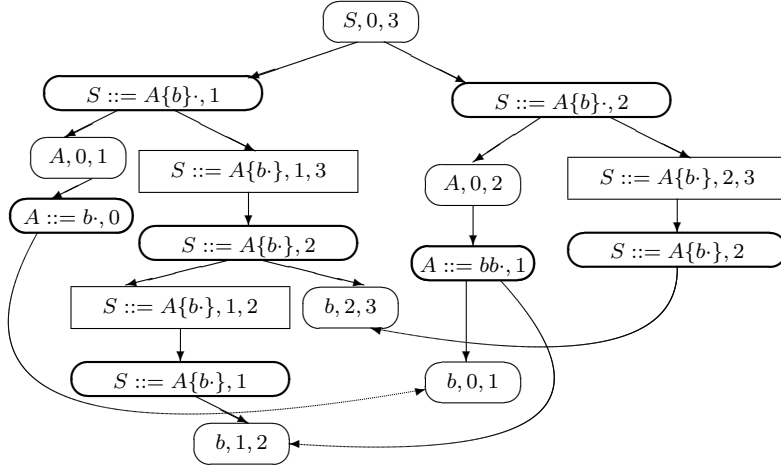 S, 0, 3
S ::= A{b}·, 1
S ::= A{b}·, 2
A, 0, 1
S ::= A{b·}, 1, 3
A, 0, 2
S ::= A{b·}, 2, 3
A ::= b·, 0
S ::= A{b·}, 2
A ::= bb·, 1
S ::= A{b·}, 2
S ::= A{b·}, 1, 2
b, 2, 3
S ::= A{b·}, 1
b, 0, 1
b, 1, 2